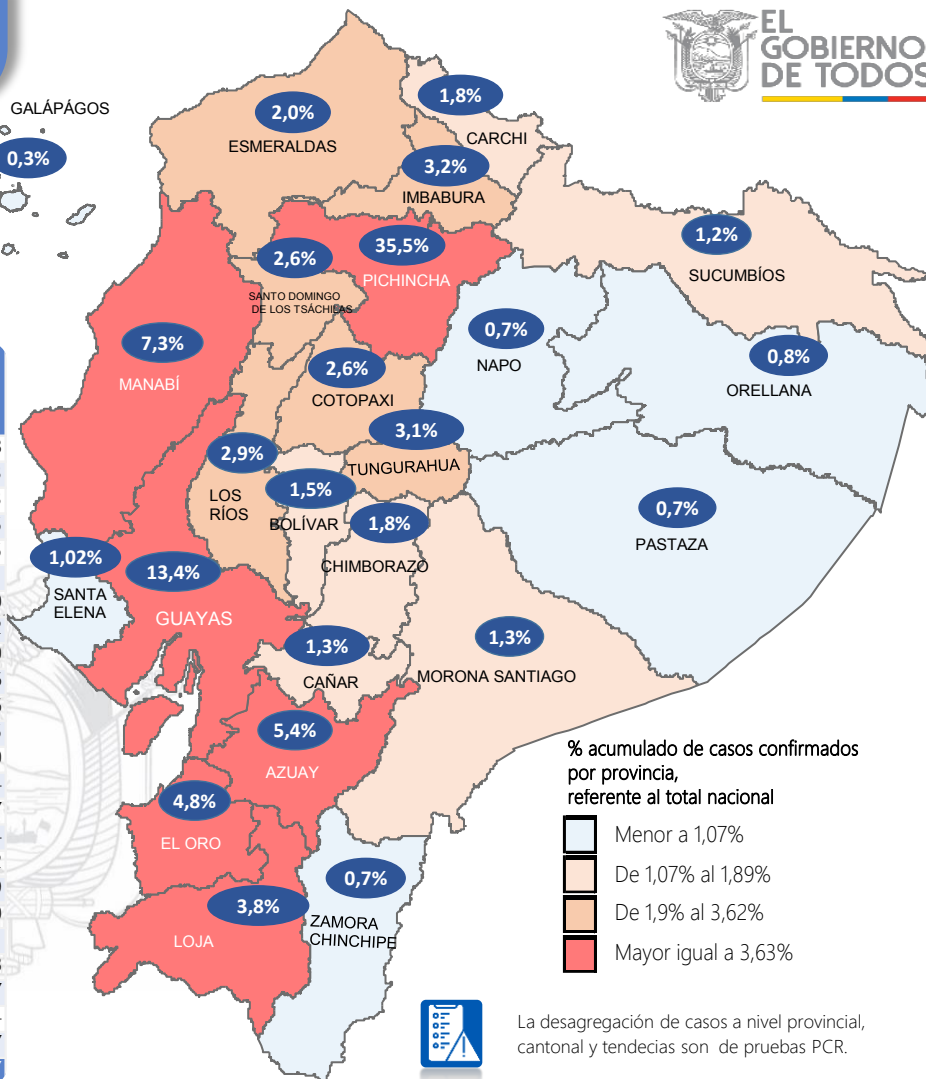 EL
GOBIERNO
DE TODOS
GALÁPÁGOS
0,3%
2,0%
ESMERALDAS
1,8%
CARCHI
3,2%
IMBABURA
1,2%
SUCUMBÍOS
2,6%
SANTO DOMINGO
DE LOS TSÁCHILAS
35,5%
PICHINCHA
7,3%
MANABÍ
0,7%
NAPO
0,8%
ORELLANA
2,6%
COTOPAXI
3,1%
TUNGURAHUA
2,9%
LOS
RÍOS
1,5%
BOLÍVAR
1,8%
CHIMBORAZO
0,7%
PASTAZA
1,02%
SANTA
ELENA
13,4%
GUAYAS
1,3%
CAÑAR
1,3%
MORONA SANTIAGO
5,4%
AZUAY
4,8%
EL ORO
3,8%
LOJA
0,7%
ZAMORA
CHINCHIPE
% acumulado de casos confirmados
por provincia,
referente al total nacional
Menor a 1,07%
De 1,07% al 1,89%
De 1,9% al 3,62%
Mayor igual a 3,63%
La desagregación de casos a nivel provincial,
cantonal y tendecias son de pruebas PCR.